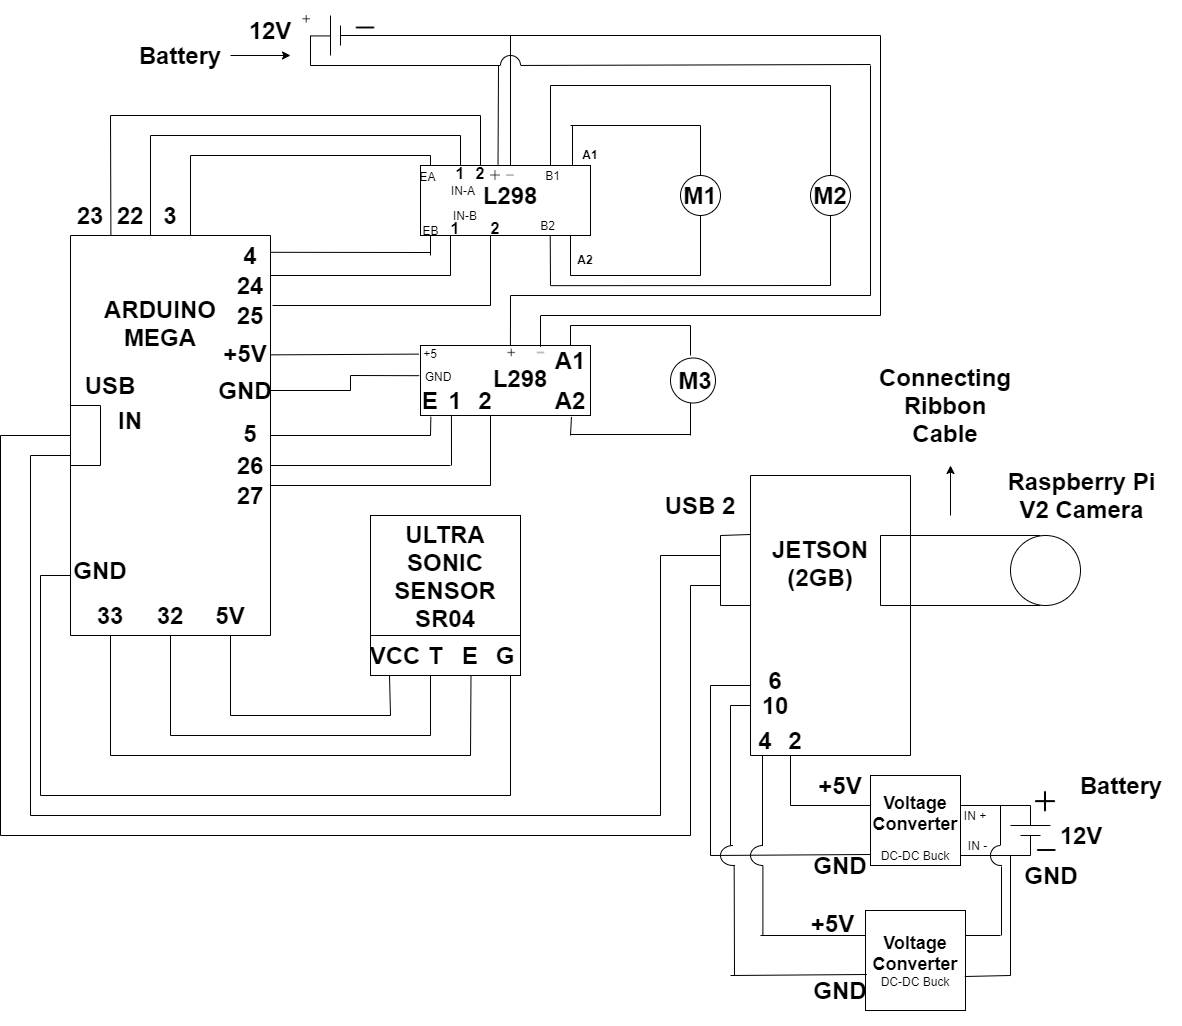 12V + −
Battery
A1
EA 1 2 + − B1
IN-A
L298
M1 M2
IN-B
EB 1 2 B2
A2
23 22 3
4
24
25
ARDUINO
MEGA
+5V
GND
USB
IN
5
26
27
GND
33 32 5V
+5 + − A1
GND
L298
E 1 2 A2
M3
Connecting
Ribbon
Cable
Raspberry Pi
V2 Camera
USB 2
JETSON
(2GB)
ULTRA
SONIC
SENSOR
SR04
VCC T E G
6
10
4 2
+5V
Voltage
Converter
DC-DC Buck
IN +
IN -
GND
+
Battery
12V
−
GND
+5V
Voltage
Converter
DC-DC Buck
GND